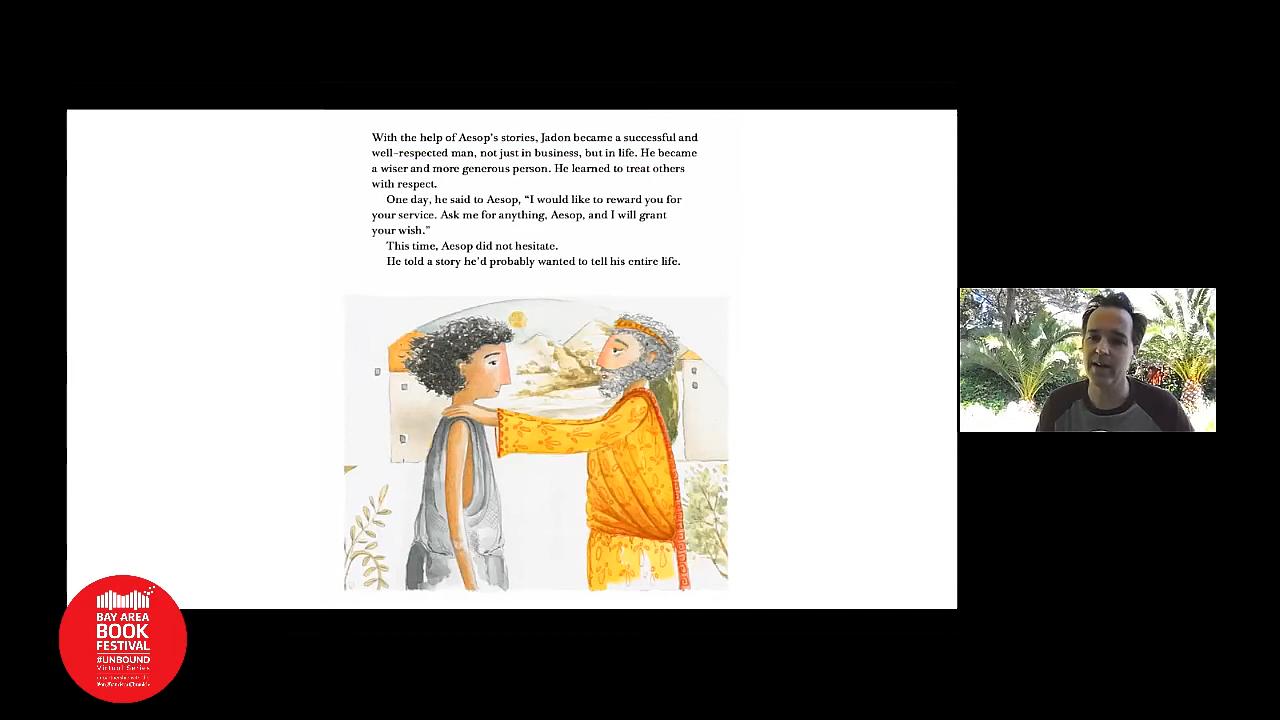 With the help of Aesop's stories, Jadon became a successful and
well-respected man, not just in business, but in life. He became
a wiser and more generous person. He learned to treat others
with respect.
One day, he said to Aesop, “I would like to reward you for
your service. Ask me for anything, Aesop, and I will grant
your wish.”
This time, Aesop did not hesitate.
He told a story he'd probably wanted to tell his entire life.
BAY AREA
BOOK
FESTIVAL
#UNBOUND
Virtual Series